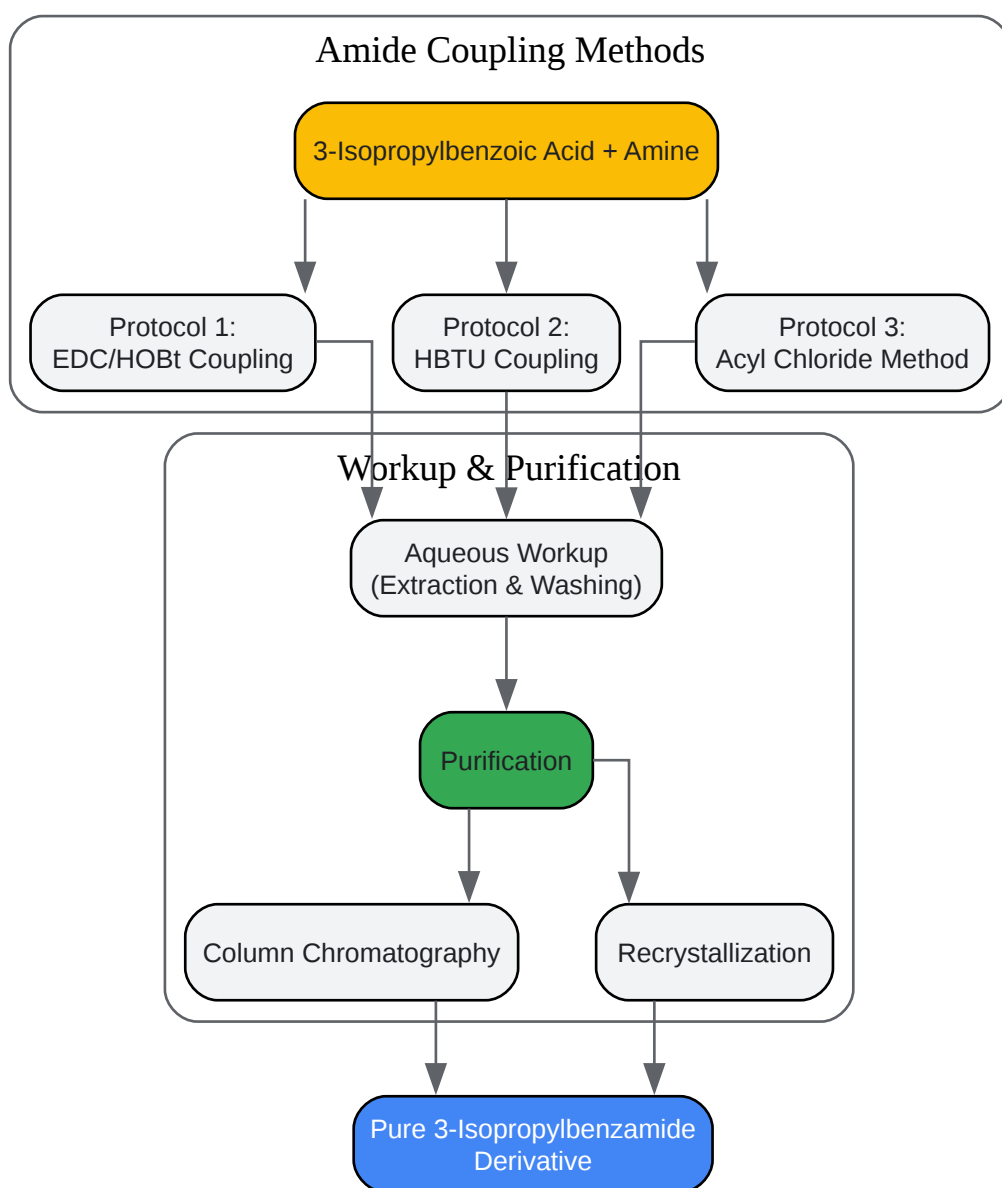 Amide Coupling Methods
3-Isopropylbenzoic Acid + Amine
Protocol 1:
EDC/HOBt Coupling
Protocol 2:
HBTU Coupling
Protocol 3:
Acyl Chloride Method
Workup & Purification
Aqueous Workup
(Extraction & Washing)
Purification
Column Chromatography
Recrystallization
Pure 3-Isopropylbenzamide
Derivative